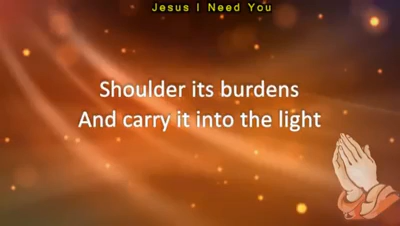 Jesus I Need You
Shoulder its burdens
And carry it into the light